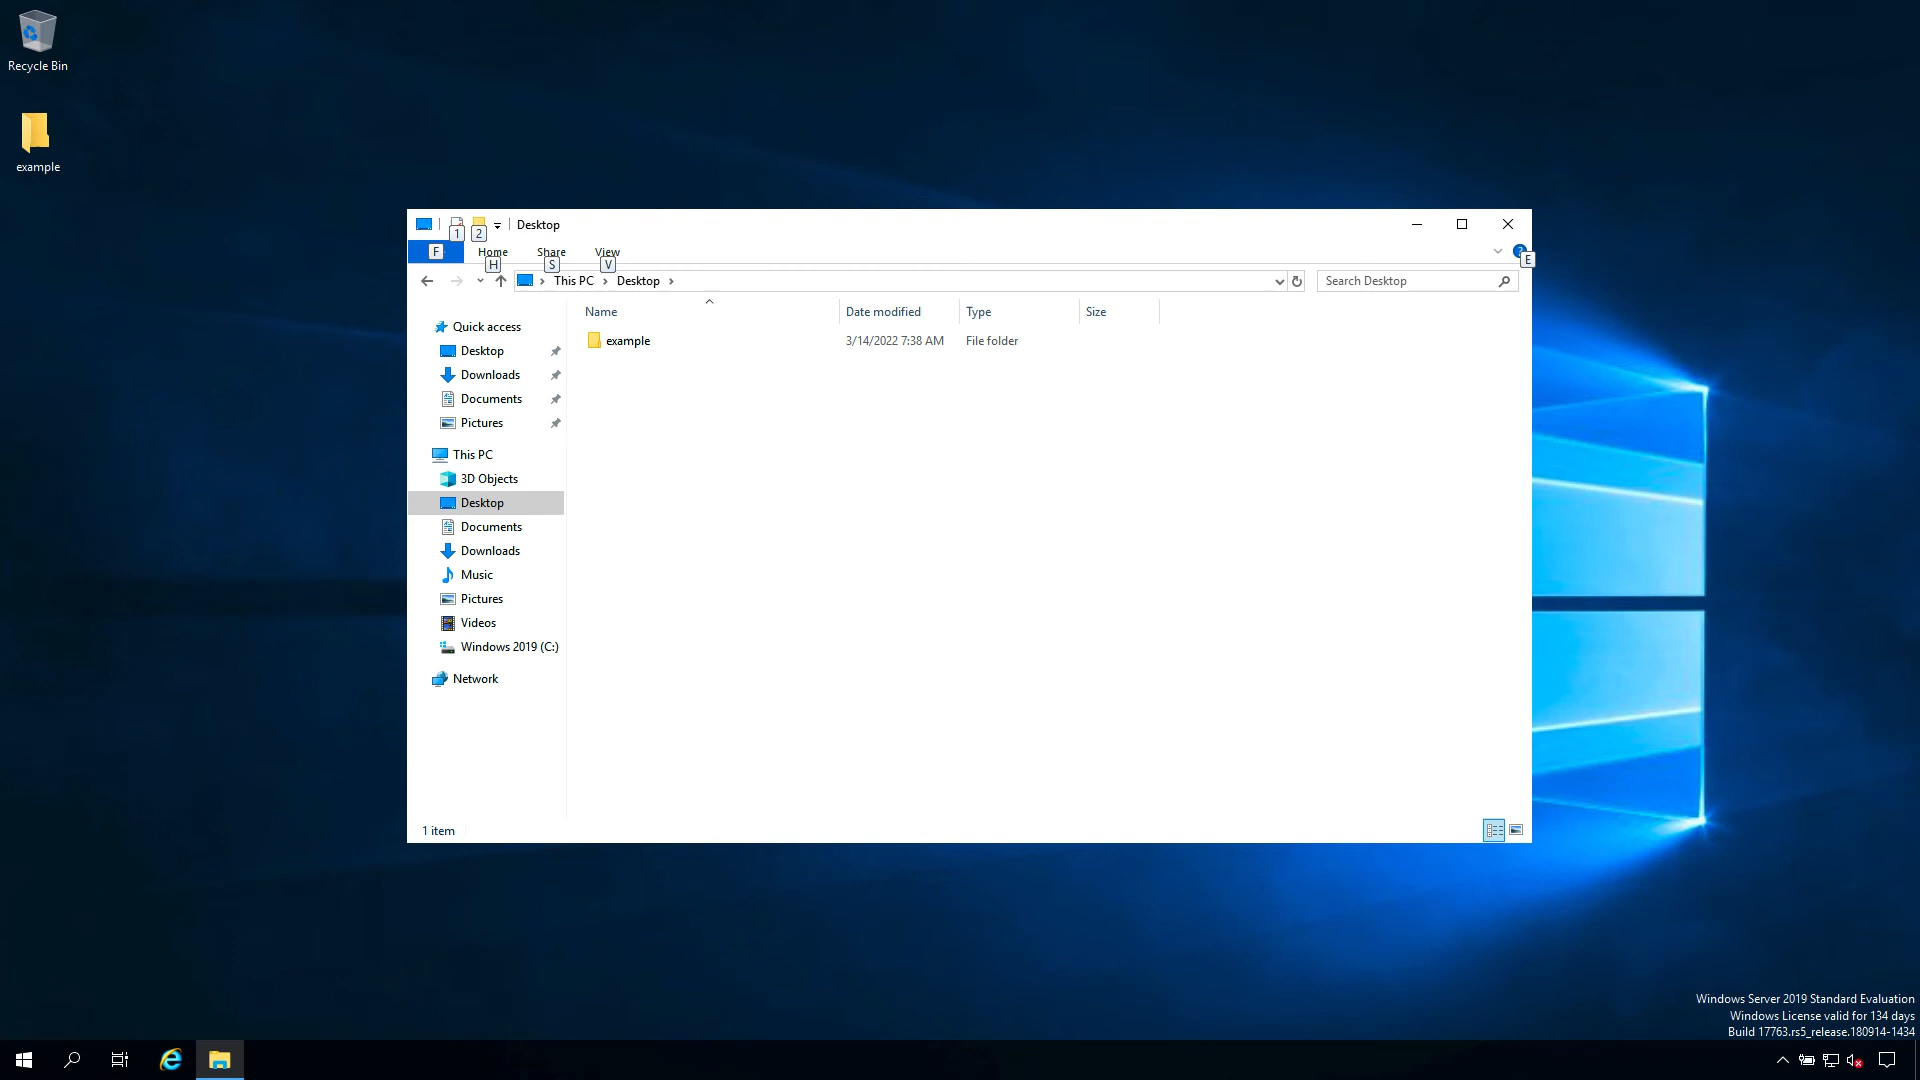 Recycle Bin
example
1
2
Desktop
F
Home
Share
View
H
S
V
E
This PC
Desktop
Search Desktop
Name
Date modified
Type
Size
example
3/14/2022 7:38 AM
File folder
Quick access
Desktop
Downloads
Documents
Pictures
This PC
3D Objects
Desktop
Documents
Downloads
Music
Pictures
Videos
Windows 2019 (C:)
Network
1 item
Windows Server 2019 Standard Evaluation
Windows License valid for 134 days
Build 17763.rs5_release.180914-1434